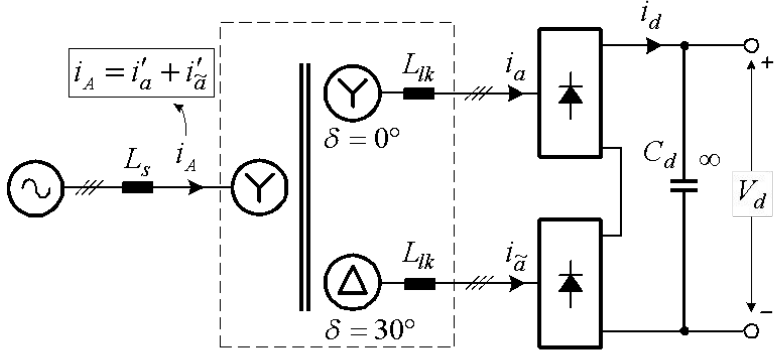 i_A = i'_a + i'_ã
L_s
i_A
L_lk
δ = 0°
i_a
i_d
+
C_d
∞
V_d
L_lk
δ = 30°
i_ã
−